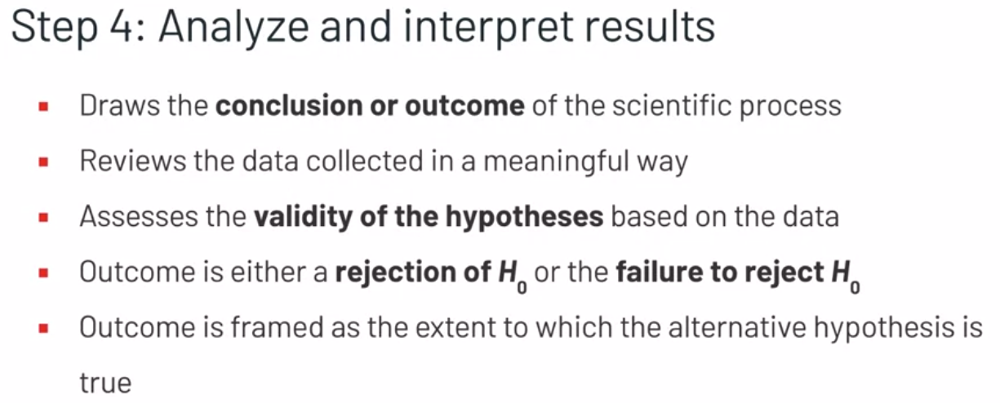 Step 4: Analyze and interpret results
▪ Draws the conclusion or outcome of the scientific process
▪ Reviews the data collected in a meaningful way
▪ Assesses the validity of the hypotheses based on the data
▪ Outcome is either a rejection of H₀ or the failure to reject H₀
▪ Outcome is framed as the extent to which the alternative hypothesis is
true